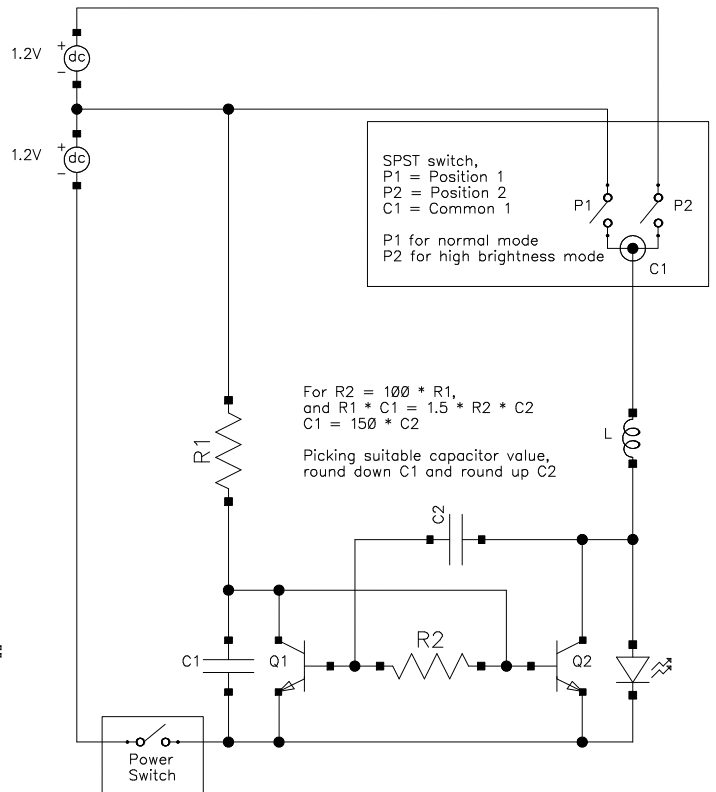 1.2V
+
dc
−
1.2V
+
dc
−
SPST switch,
P1 = Position 1
P2 = Position 2
C1 = Common 1
P1 for normal mode
P2 for high brightness mode
P1
P2
C1
For R2 = 100 * R1,
and R1 * C1 = 1.5 * R2 * C2
C1 = 150 * C2
Picking suitable capacitor value,
round down C1 and round up C2
R1
L
C2
C1
Q1
R2
Q2
Power
Switch